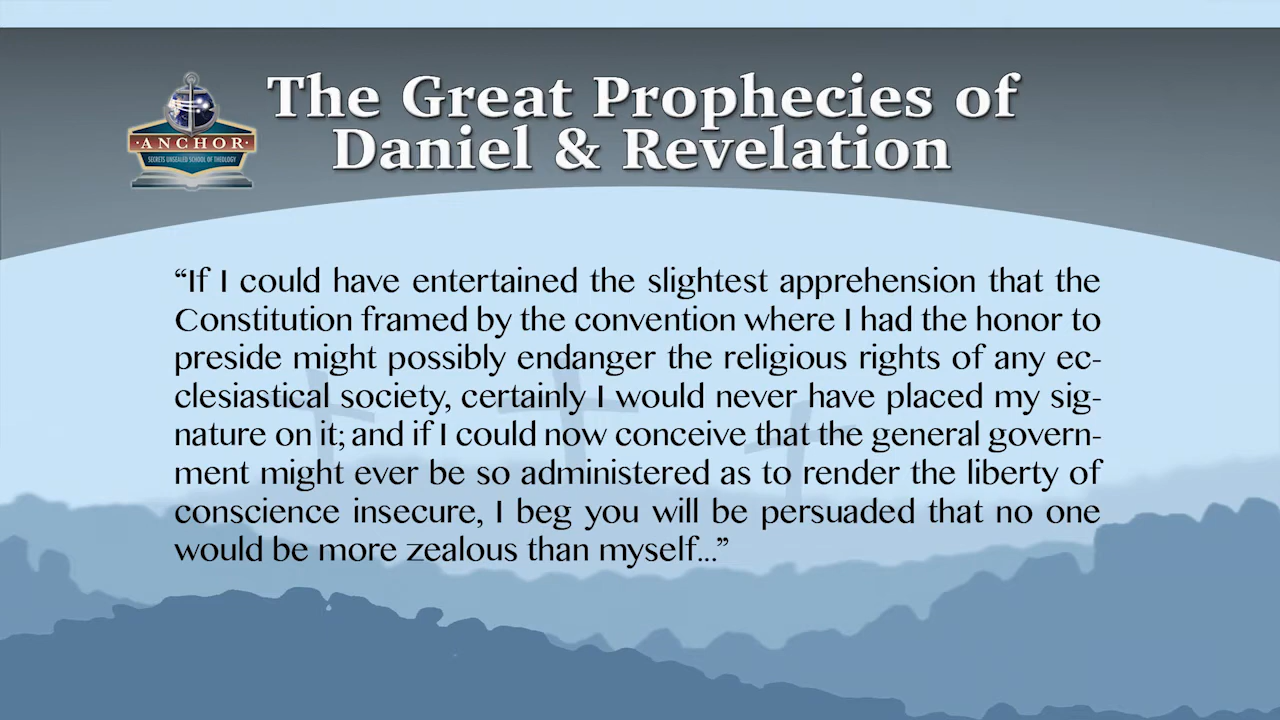 The Great Prophecies of
Daniel & Revelation
·ANCHOR·
SECRETS UNSEALED SCHOOL OF THEOLOGY
“If I could have entertained the slightest apprehension that the
Constitution framed by the convention where I had the honor to
preside might possibly endanger the religious rights of any ec-
clesiastical society, certainly I would never have placed my sig-
nature on it; and if I could now conceive that the general govern-
ment might ever be so administered as to render the liberty of
conscience insecure, I beg you will be persuaded that no one
would be more zealous than myself...”